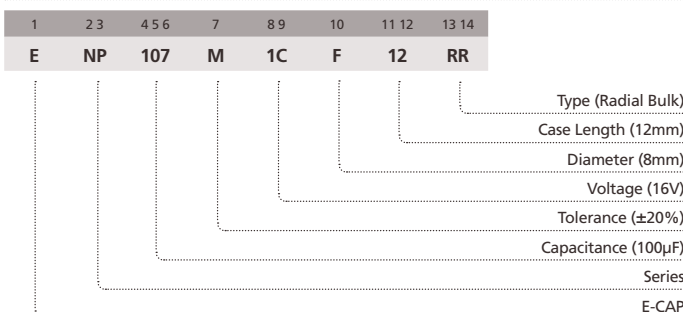 1 2 3 4 5 6 7 8 9 10 11 12 13 14
E NP 107 M 1C F 12 RR
Type (Radial Bulk)
Case Length (12mm)
Diameter (8mm)
Voltage (16V)
Tolerance (±20%)
Capacitance (100µF)
Series
E-CAP